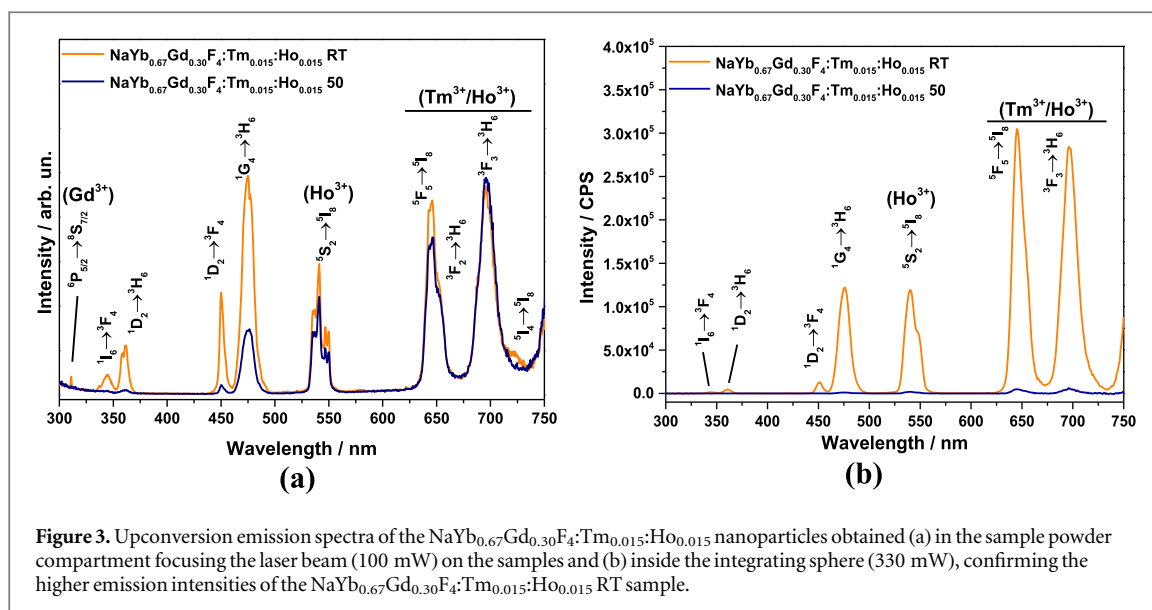 NaYb₀.₆₇Gd₀.₃₀F₄:Tm₀.₀₁₅:Ho₀.₀₁₅ RT
NaYb₀.₆₇Gd₀.₃₀F₄:Tm₀.₀₁₅:Ho₀.₀₁₅ 50
(Tm³⁺/Ho³⁺)
(Gd³⁺)
⁶P₅/₂→⁸S₇/₂
¹I₆→³F₄
¹D₂→³H₆
¹D₂→³F₄
¹G₄→³H₆
(Ho³⁺)
⁵S₂→⁵I₈
⁵F₅→⁵I₈
³F₂→³H₆
³F₃→³H₆
⁵I₄→⁵I₈
Intensity / arb. un.
300 350 400 450 500 550 600 650 700 750
Wavelength / nm
(a)
NaYb₀.₆₇Gd₀.₃₀F₄:Tm₀.₀₁₅:Ho₀.₀₁₅ RT
NaYb₀.₆₇Gd₀.₃₀F₄:Tm₀.₀₁₅:Ho₀.₀₁₅ 50
(Tm³⁺/Ho³⁺)
¹I₆→³F₄
¹D₂→³H₆
¹D₂→³F₄
¹G₄→³H₆
(Ho³⁺)
⁵S₂→⁵I₈
⁵F₅→⁵I₈
³F₃→³H₆
Intensity / CPS
4.0x10⁵
3.5x10⁵
3.0x10⁵
2.5x10⁵
2.0x10⁵
1.5x10⁵
1.0x10⁵
5.0x10⁴
0.0
300 350 400 450 500 550 600 650 700 750
Wavelength / nm
(b)
Figure 3. Upconversion emission spectra of the NaYb₀.₆₇Gd₀.₃₀F₄:Tm₀.₀₁₅:Ho₀.₀₁₅ nanoparticles obtained (a) in the sample powder
compartment focusing the laser beam (100 mW) on the samples and (b) inside the integrating sphere (330 mW), confirming the
higher emission intensities of the NaYb₀.₆₇Gd₀.₃₀F₄:Tm₀.₀₁₅:Ho₀.₀₁₅ RT sample.